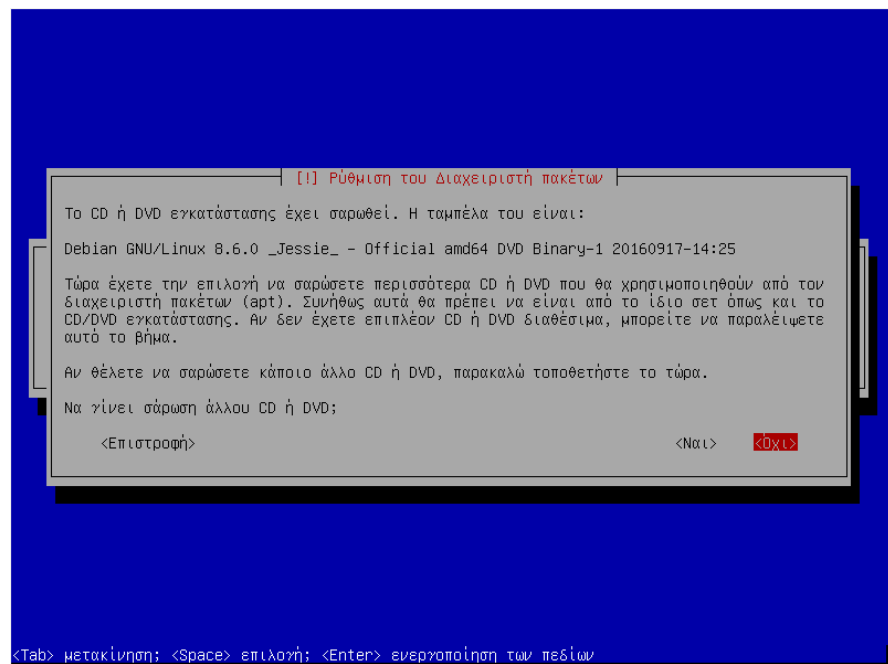 [!] Ρύθμιση του Διαχειριστή πακέτων
Το CD ή DVD εγκατάστασης έχει σαρωθεί. Η ταμπέλα του είναι:
Debian GNU/Linux 8.6.0 _Jessie_ - Official amd64 DVD Binary-1 20160917-14:25
Τώρα έχετε την επιλογή να σαρώσετε περισσότερα CD ή DVD που θα χρησιμοποιηθούν από τον
διαχειριστή πακέτων (apt). Συνήθως αυτά θα πρέπει να είναι από το ίδιο σετ όπως και το
CD/DVD εγκατάστασης. Αν δεν έχετε επιπλέον CD ή DVD διαθέσιμα, μπορείτε να παραλέιψετε
αυτό το βήμα.
Αν θέλετε να σαρώσετε κάποιο άλλο CD ή DVD, παρακαλώ τοποθετήστε το τώρα.
Να γίνει σάρωση άλλου CD ή DVD;
<Επιστροφή> <Ναι> <Όχι>
<Tab> μετακίνηση; <Space> επιλογή; <Enter> ενεργοποίηση των πεδίων